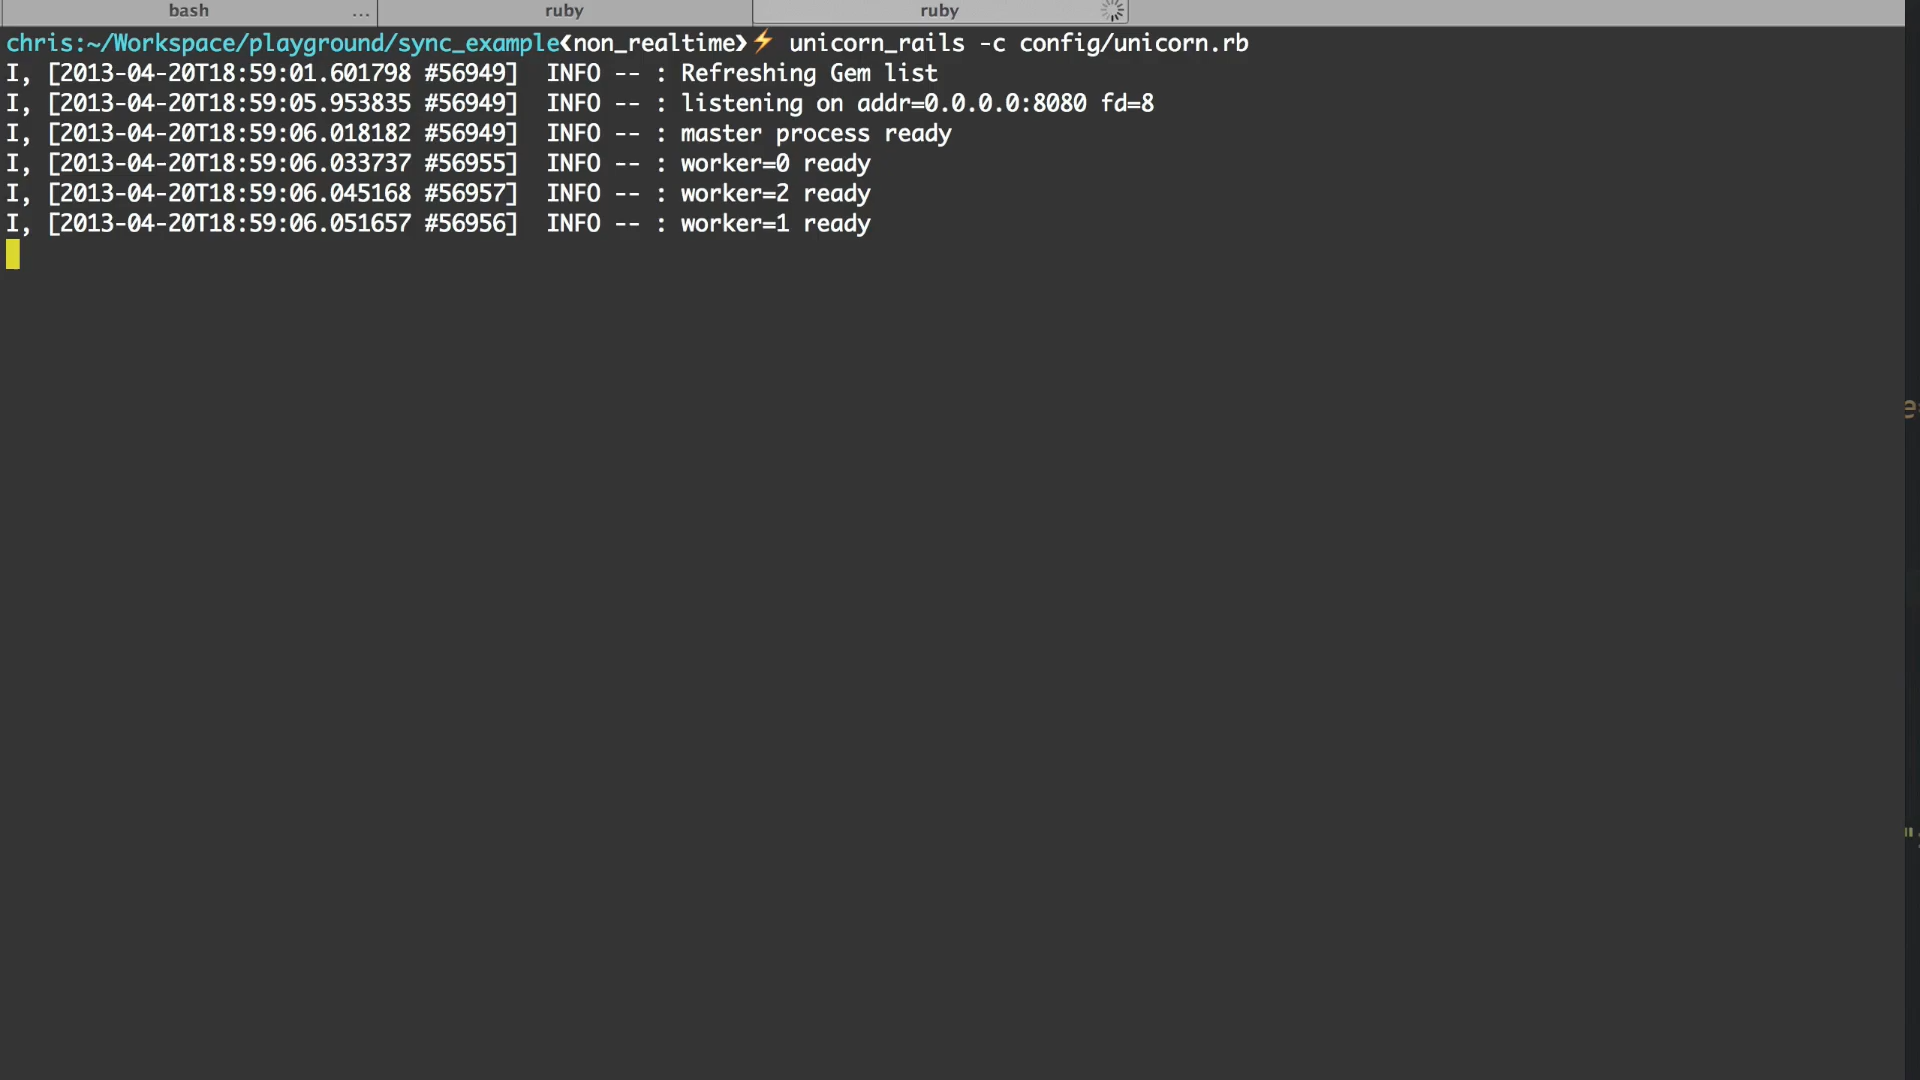 bash ... ruby ruby
chris:~/Workspace/playground/sync_example❮non_realtime❯⚡ unicorn_rails -c config/unicorn.rb
I, [2013-04-20T18:59:01.601798 #56949]  INFO -- : Refreshing Gem list
I, [2013-04-20T18:59:05.953835 #56949]  INFO -- : listening on addr=0.0.0.0:8080 fd=8
I, [2013-04-20T18:59:06.018182 #56949]  INFO -- : master process ready
I, [2013-04-20T18:59:06.033737 #56955]  INFO -- : worker=0 ready
I, [2013-04-20T18:59:06.045168 #56957]  INFO -- : worker=2 ready
I, [2013-04-20T18:59:06.051657 #56956]  INFO -- : worker=1 ready